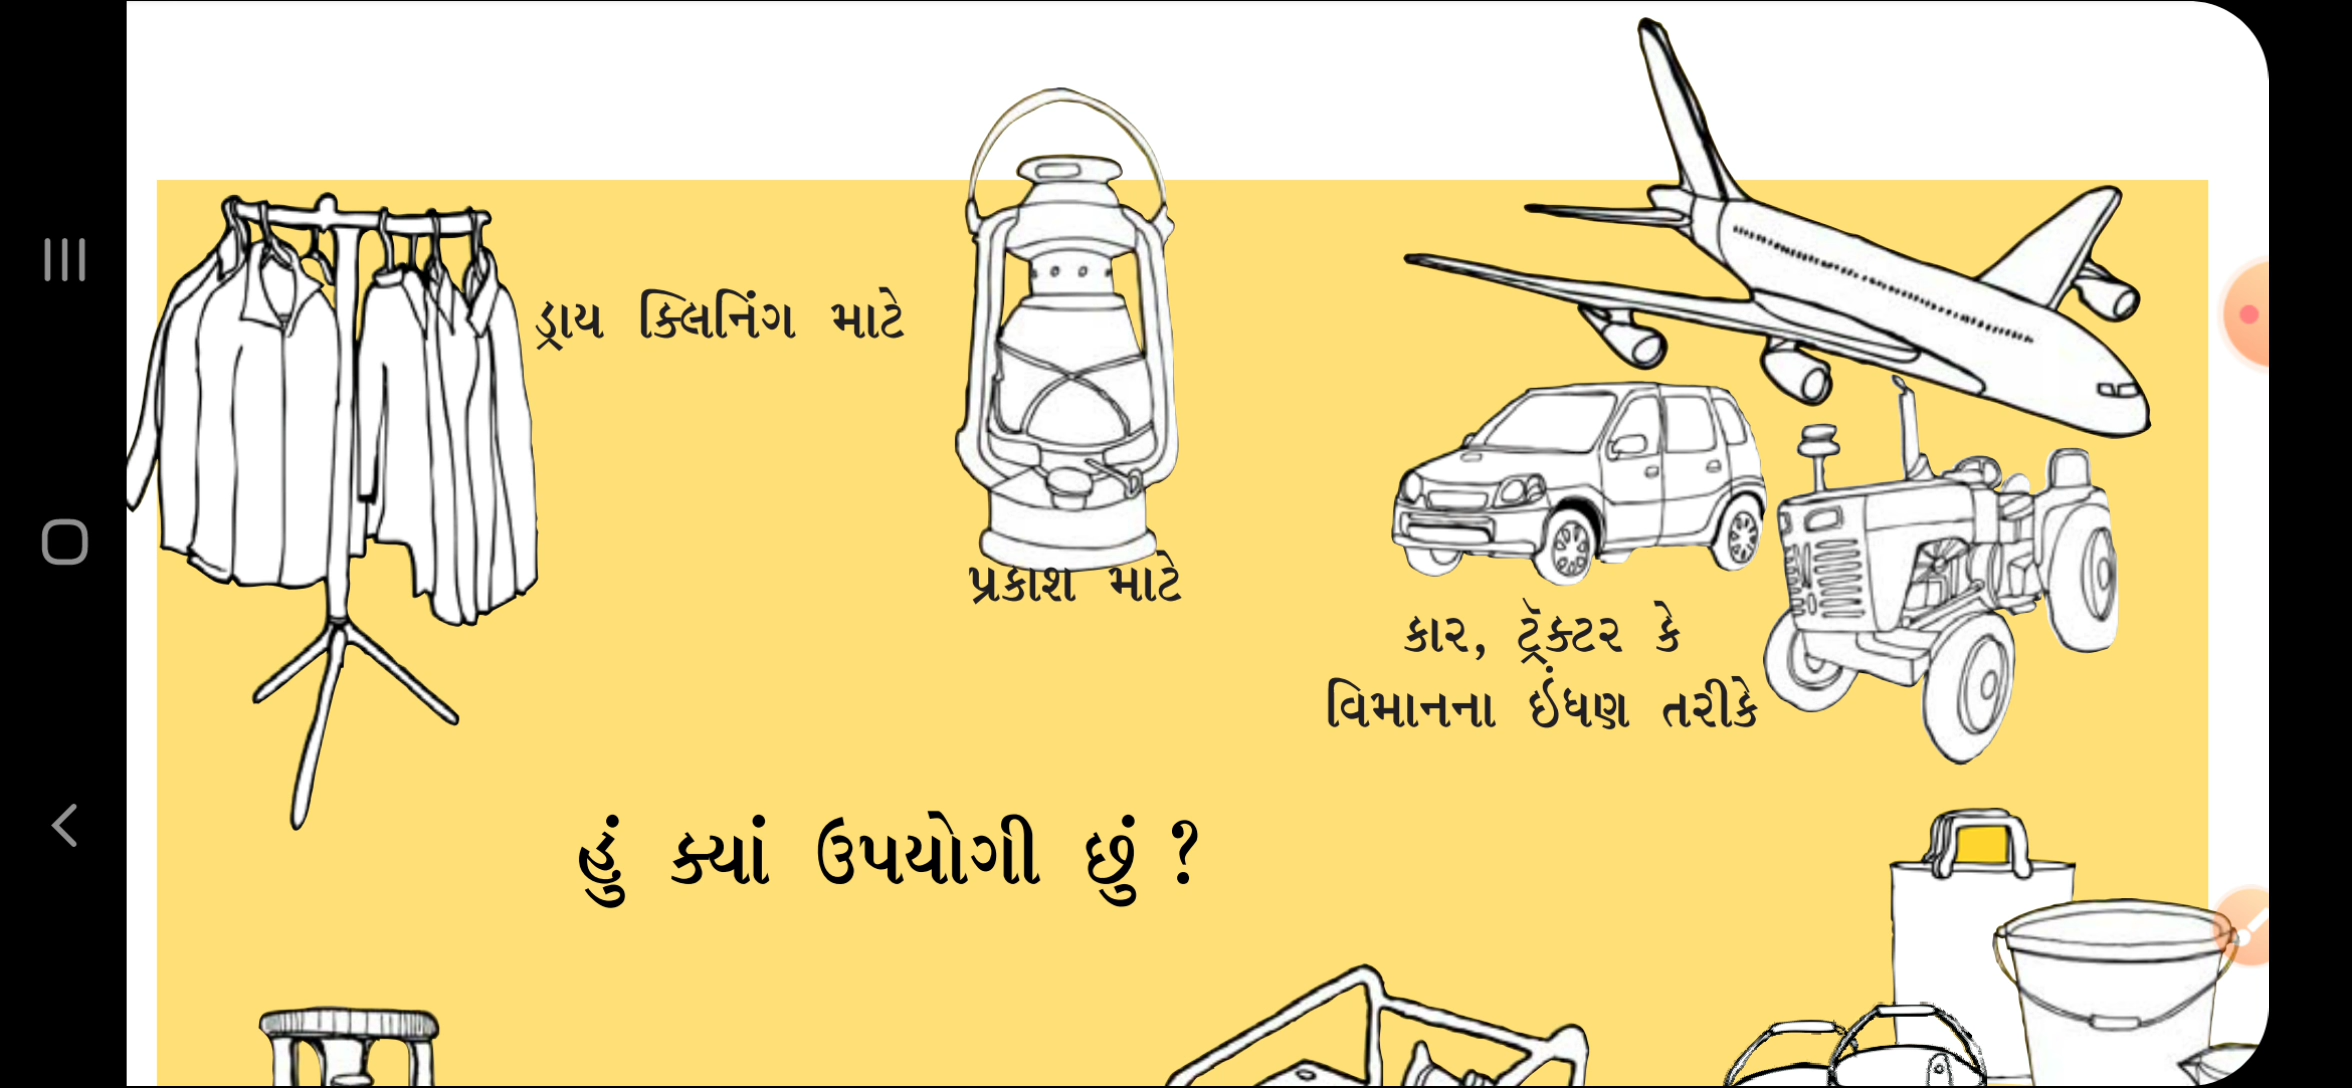 ડ્રાય ક્લિનિંગ માટે
પ્રકાશ માટે
કાર, ટ્રૅક્ટર કે
વિમાનના ઈંધણ તરીકે
હું ક્યાં ઉપયોગી છું ?